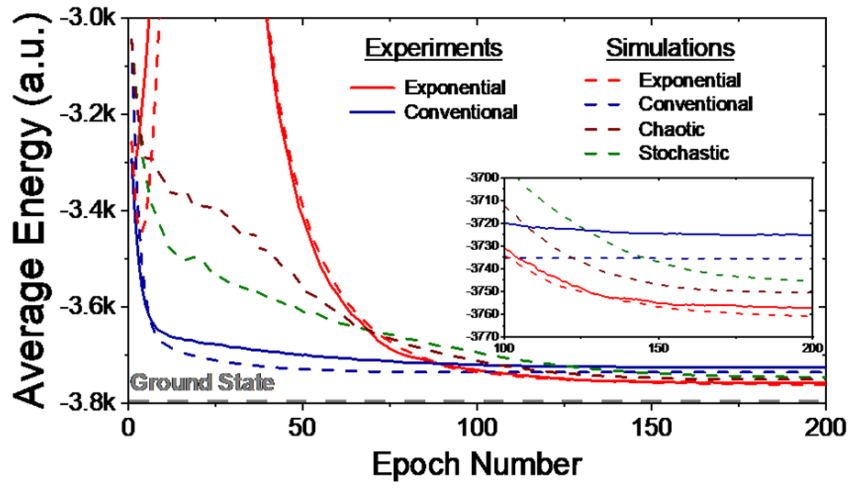 Average Energy (a.u.)
-3.0k
-3.2k
-3.4k
-3.6k
-3.8k
Experiments
Exponential
Conventional
Simulations
Exponential
Conventional
Chaotic
Stochastic
-3700
-3710
-3720
-3730
-3740
-3750
-3760
-3770
100 150 200
Ground State
0 50 100 150 200
Epoch Number